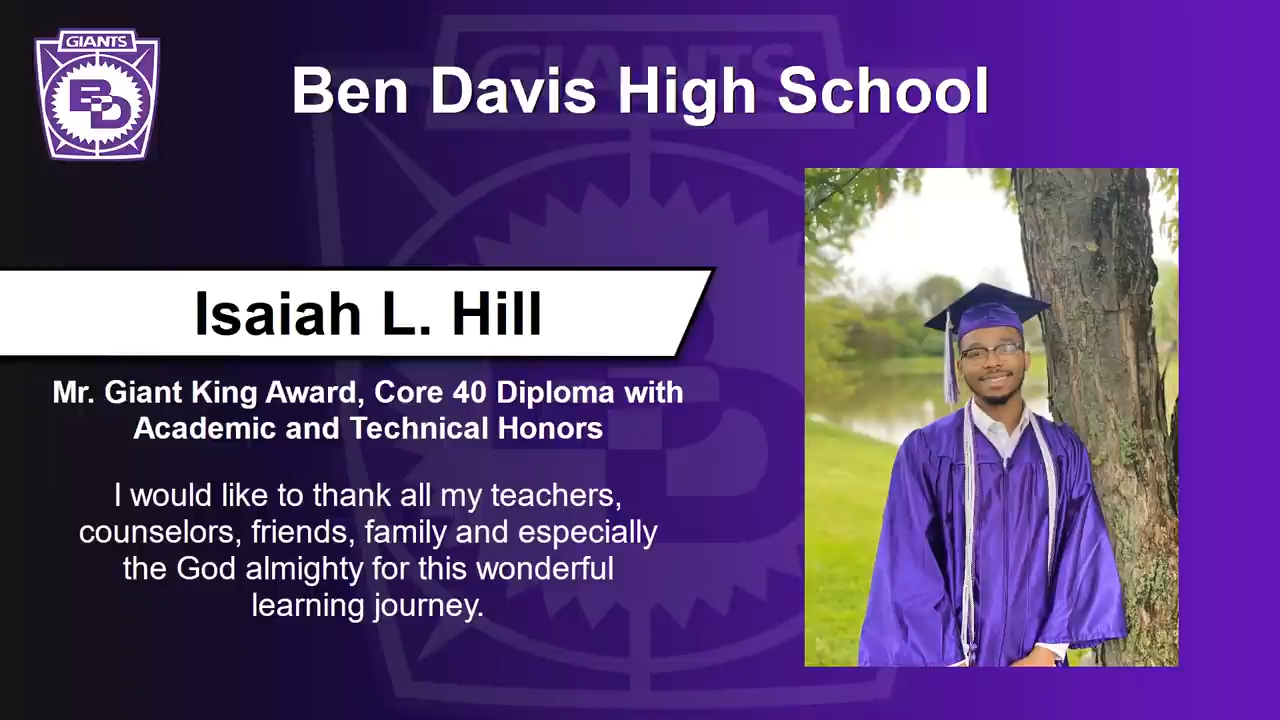 GIANTS
BD
GIANTS
Ben Davis High School
Isaiah L. Hill
Mr. Giant King Award, Core 40 Diploma with
Academic and Technical Honors
I would like to thank all my teachers,
counselors, friends, family and especially
the God almighty for this wonderful
learning journey.